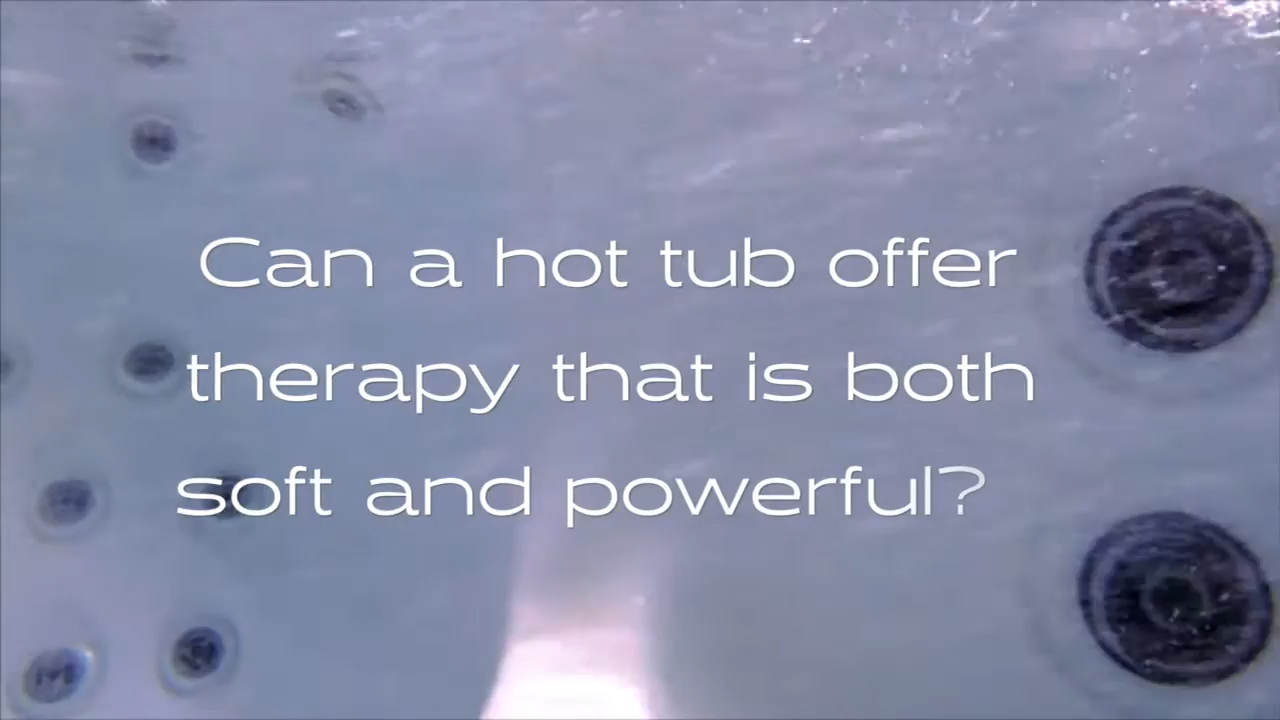 Can a hot tub offer
therapy that is both
soft and powerful?